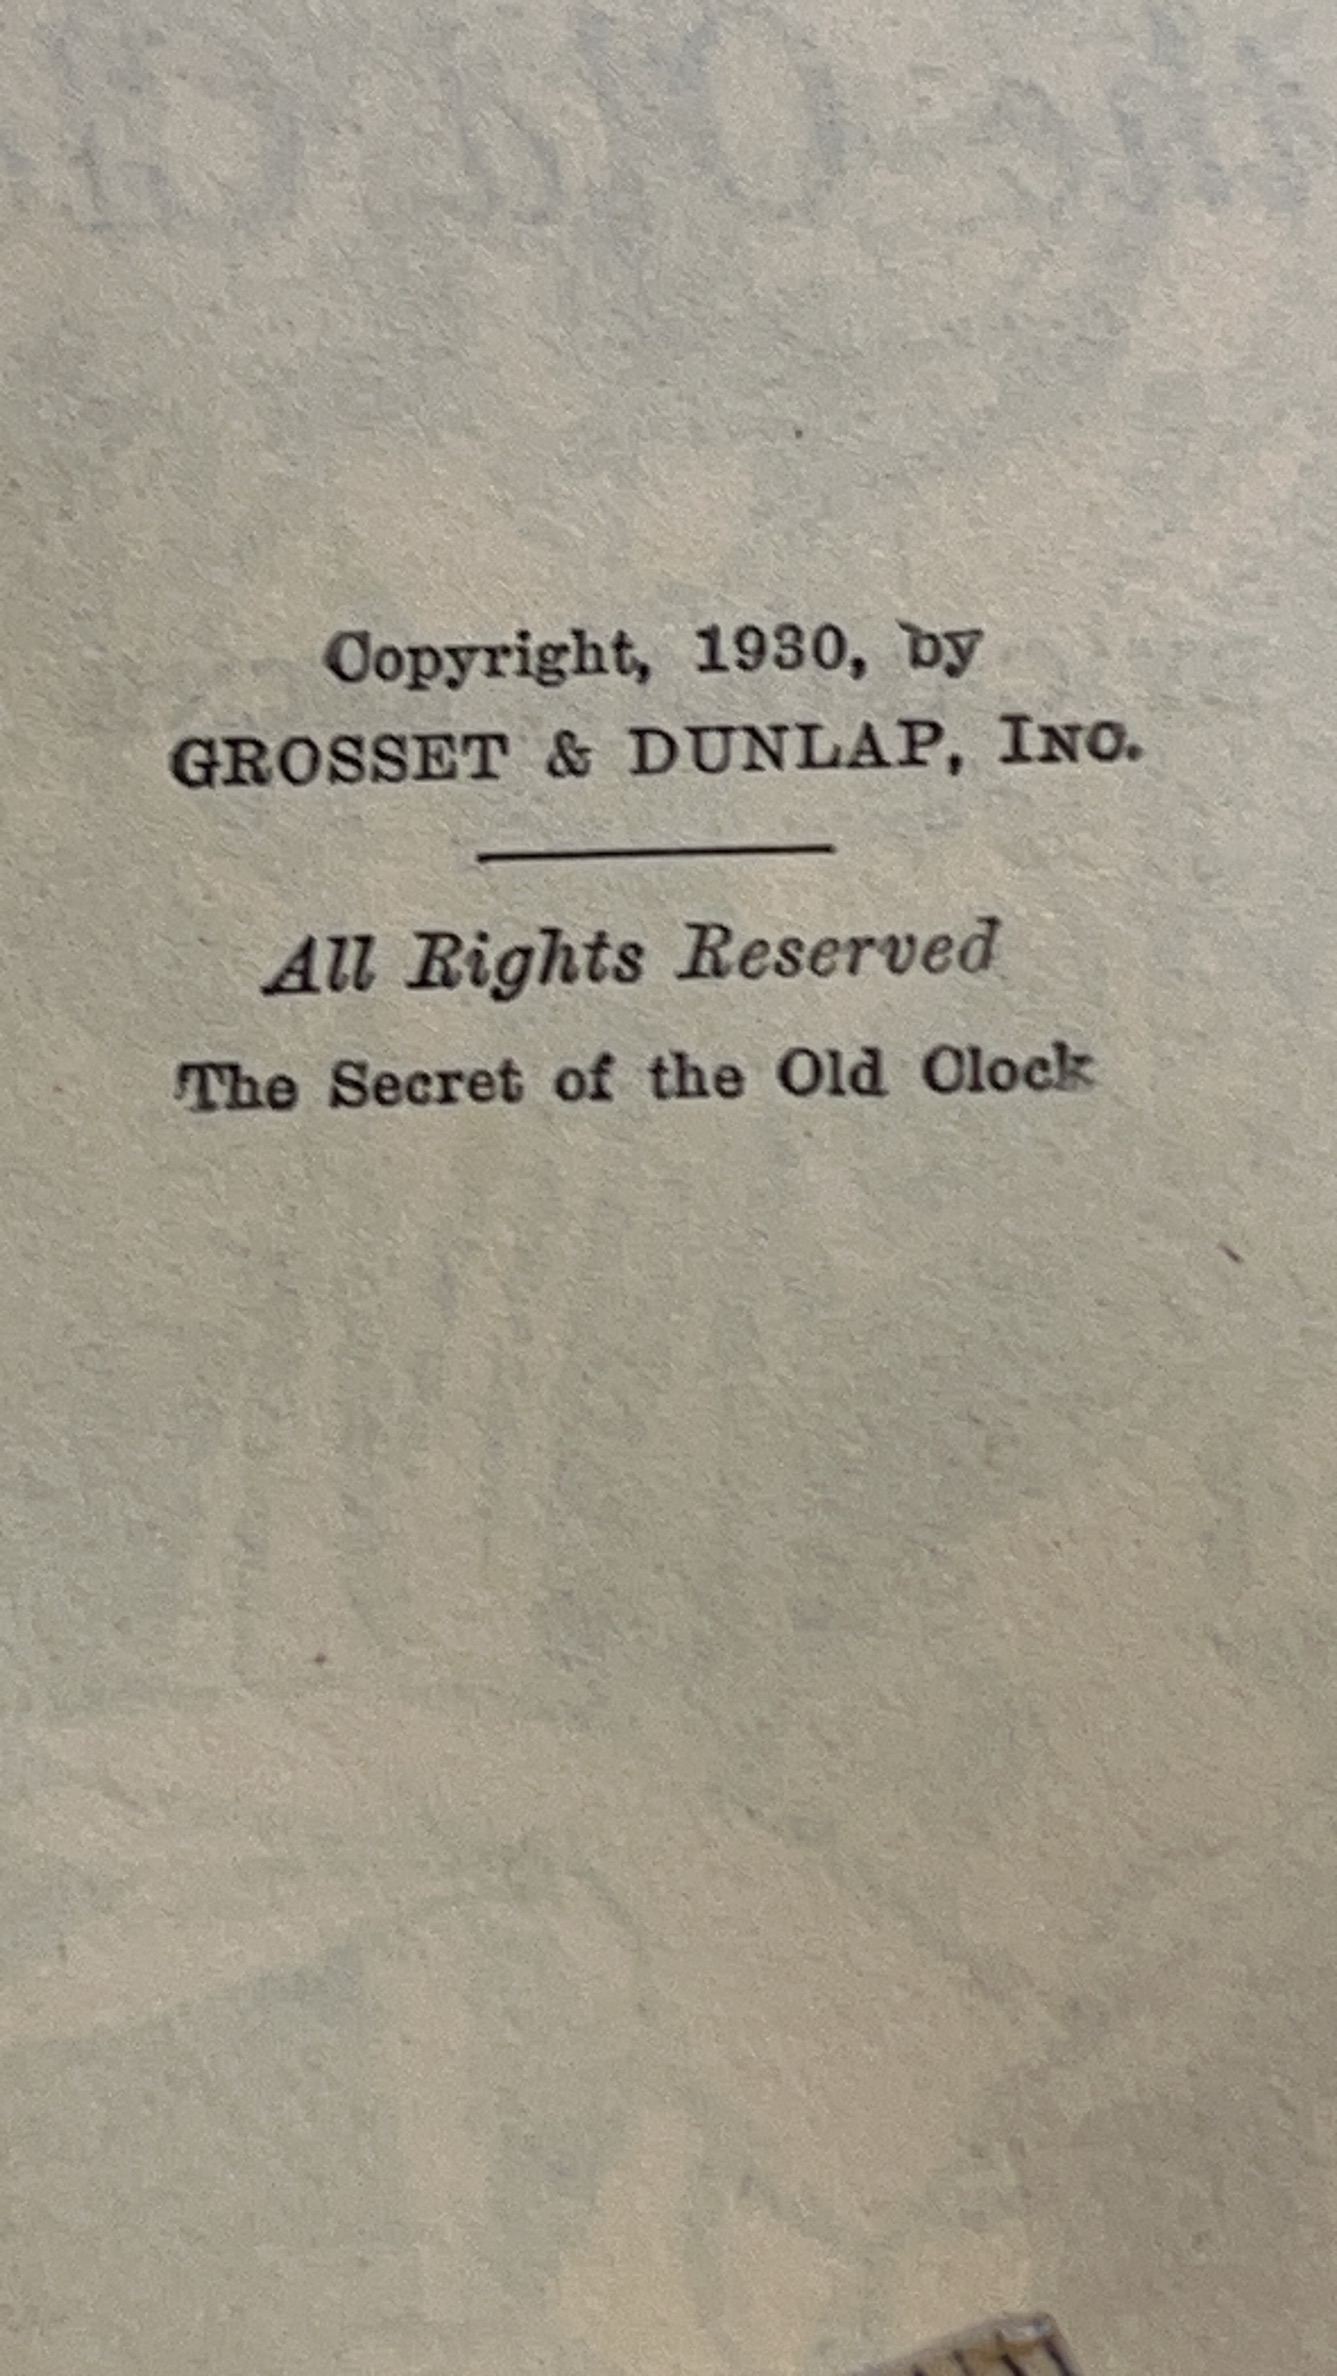 Copyright, 1930, by
GROSSET & DUNLAP, INC.
All Rights Reserved
The Secret of the Old Clock